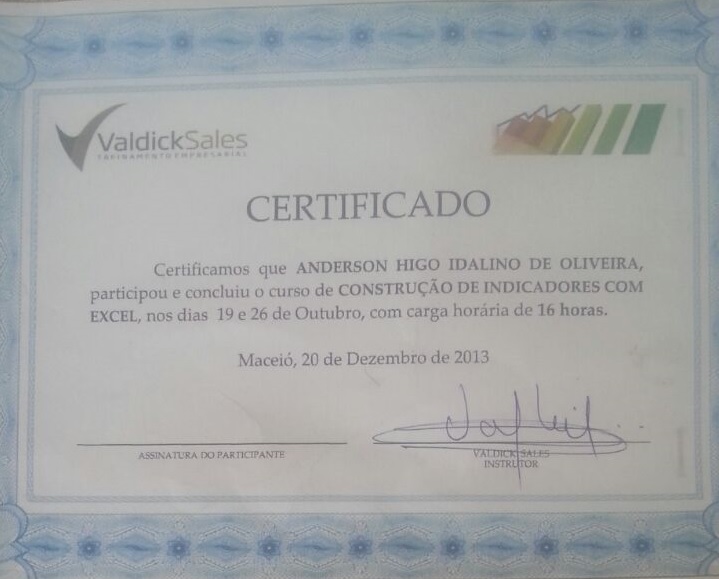 ValdickSales
TREINAMENTO EMPRESARIAL
CERTIFICADO
Certificamos que ANDERSON HIGO IDALINO DE OLIVEIRA,
participou e concluiu o curso de CONSTRUÇÃO DE INDICADORES COM
EXCEL, nos dias 19 e 26 de Outubro, com carga horária de 16 horas.
Maceió, 20 de Dezembro de 2013
ASSINATURA DO PARTICIPANTE
VALDICK SALES
INSTRUTOR